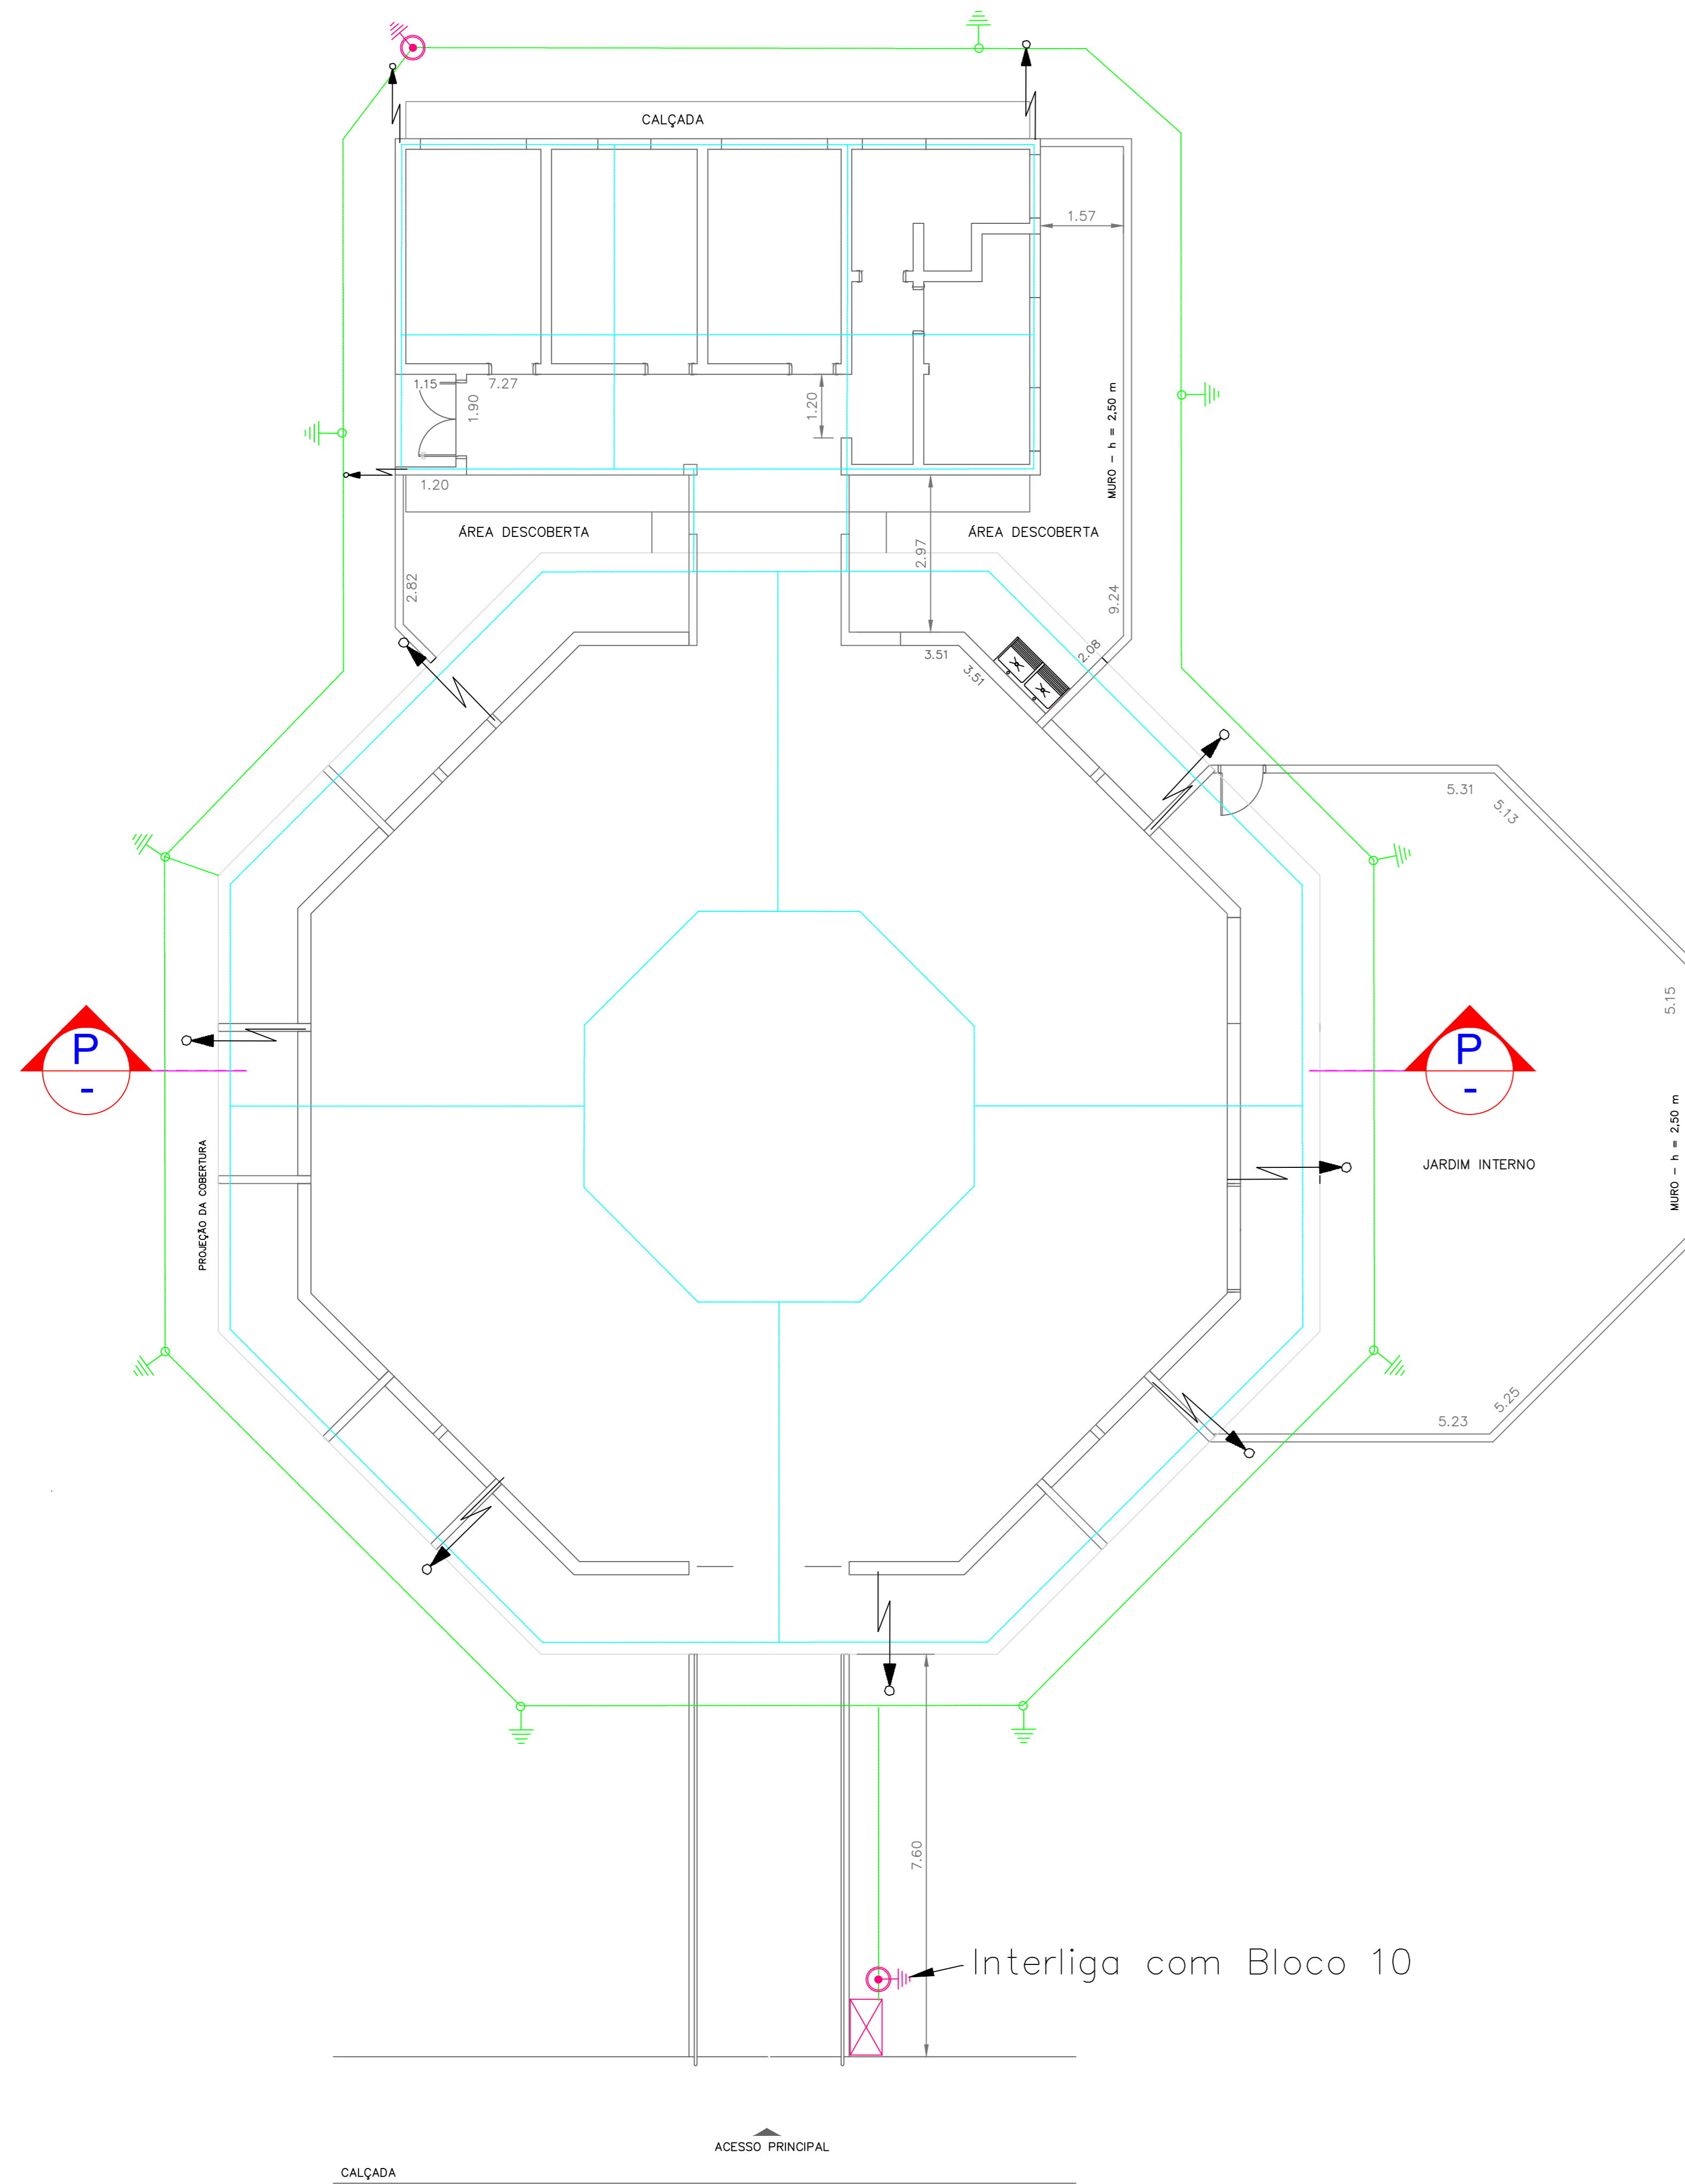 CALÇADA
1.57
1.15
7.27
1.90
1.20
MURO - h = 2,50 m
1.20
ÁREA DESCOBERTA
ÁREA DESCOBERTA
2.97
2.82
9.24
3.51
3.51
2.08
5.31
5.13
5.15
P
-
P
-
PROJEÇÃO DA COBERTURA
JARDIM INTERNO
MURO - h = 2,50 m
5.25
5.23
7.60
Interliga com Bloco 10
ACESSO PRINCIPAL
CALÇADA